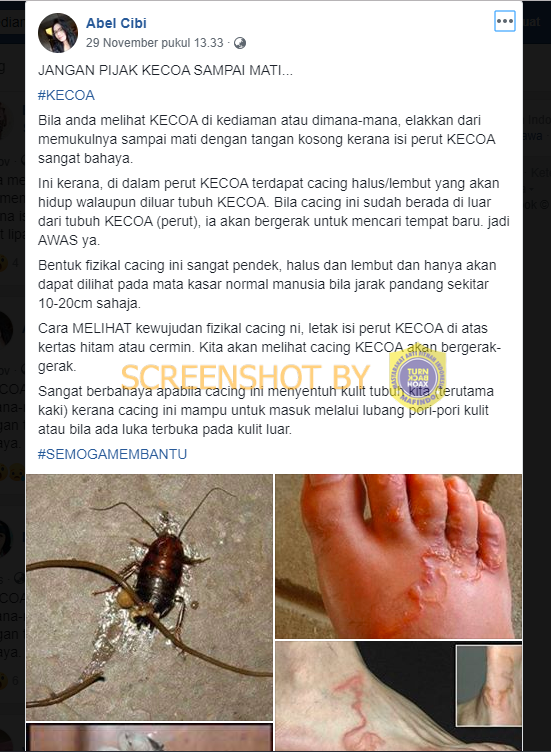 Abel Cibi
29 November pukul 13.33 ·
JANGAN PIJAK KECOA SAMPAI MATI...
#KECOA
Bila anda melihat KECOA di kediaman atau dimana-mana, elakkan dari
memukulnya sampai mati dengan tangan kosong kerana isi perut KECOA
sangat bahaya.
Ini kerana, di dalam perut KECOA terdapat cacing halus/lembut yang akan
hidup walaupun diluar tubuh KECOA. Bila cacing ini sudah berada di luar
dari tubuh KECOA (perut), ia akan bergerak untuk mencari tempat baru. jadi
AWAS ya.
Bentuk fizikal cacing ini sangat pendek, halus dan lembut dan hanya akan
dapat dilihat pada mata kasar normal manusia bila jarak pandang sekitar
10-20cm sahaja.
Cara MELIHAT kewujudan fizikal cacing ni, letak isi perut KECOA di atas
kertas hitam atau cermin. Kita akan melihat cacing KECOA akan bergerak-
gerak.
SCREENSHOT BY
TURN
BACK
HOAX
Sangat berbahaya apabila cacing ini menyentuh kulit tubuh kita (terutama
kaki) kerana cacing ini mampu untuk masuk melalui lubang pori-pori kulit
atau bila ada luka terbuka pada kulit luar.
#SEMOGAMEMBANTU